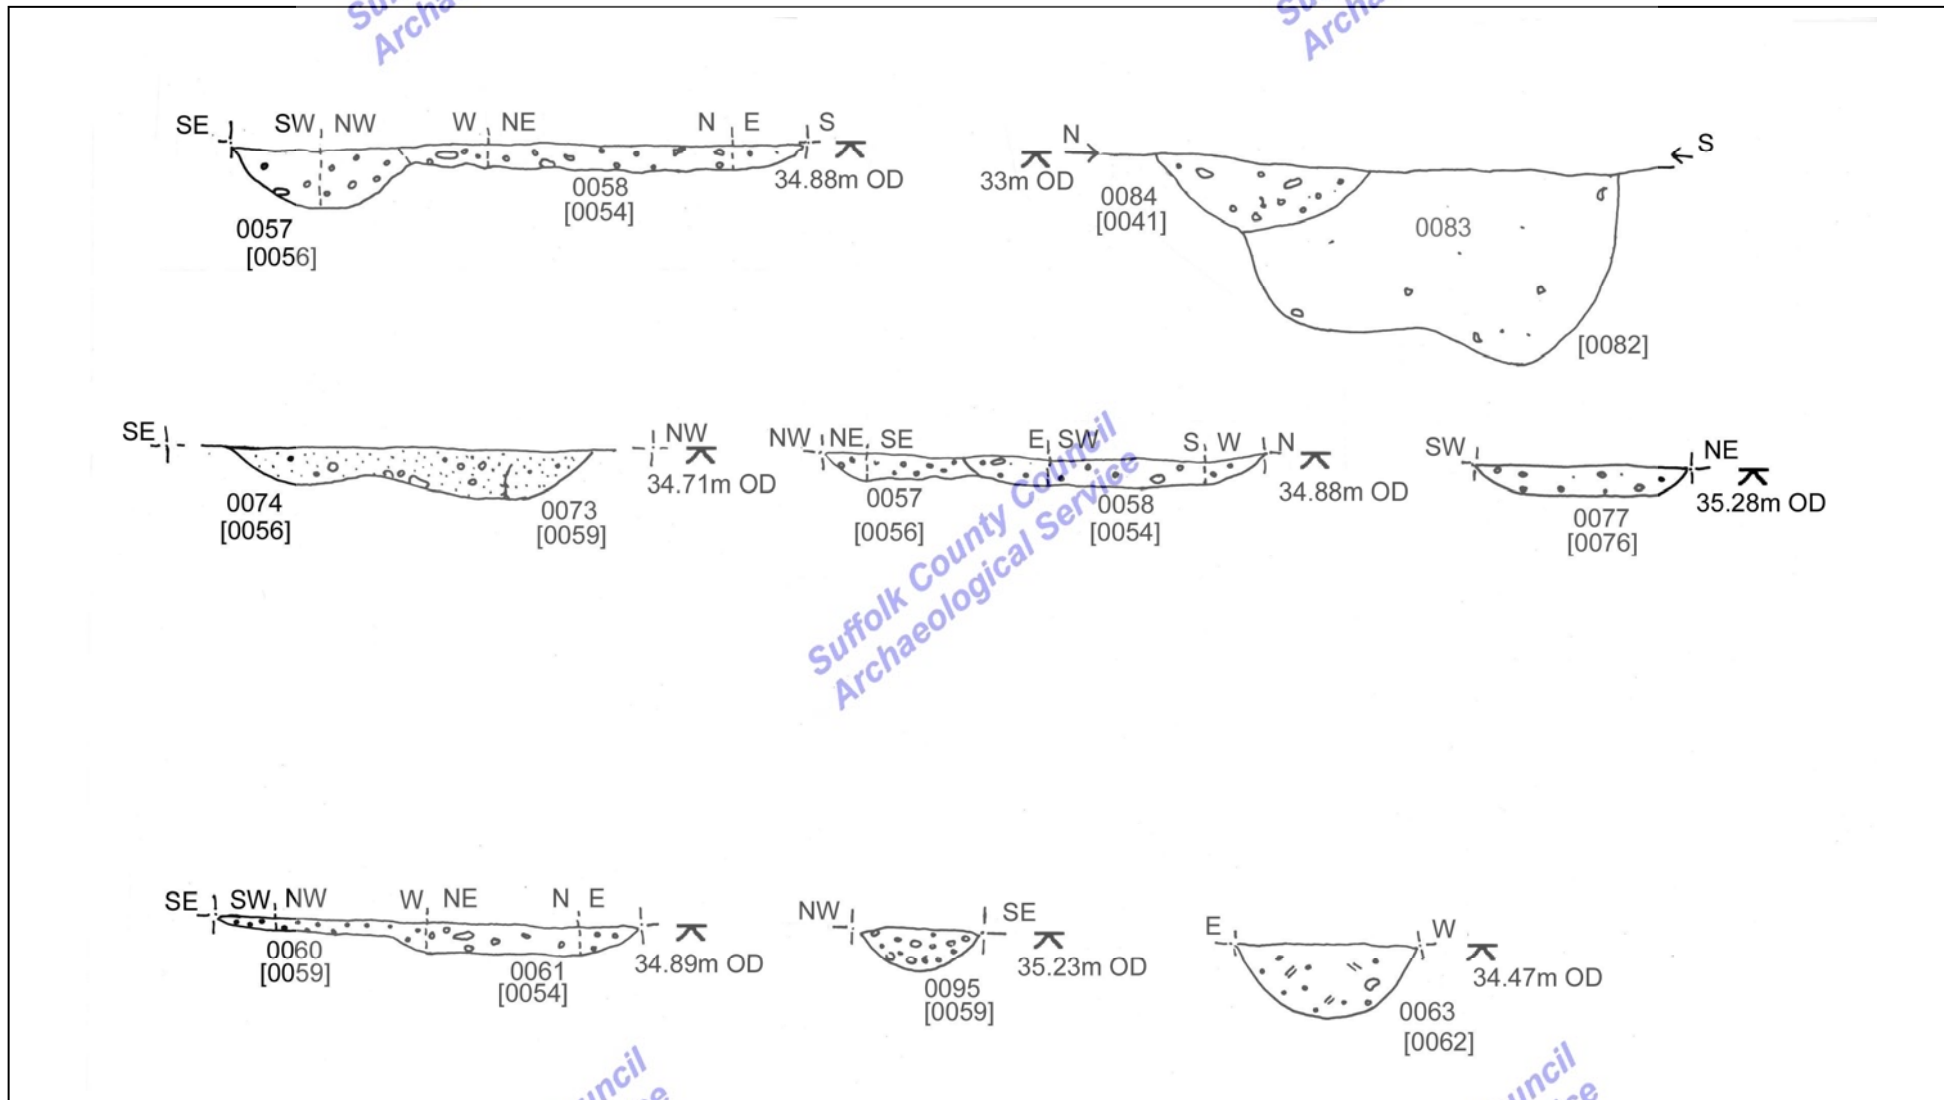 SE SW NW W NE N E S
0057
[0056]
0058
[0054]
34.88m OD
N S
33m OD
0084
[0041]
0083
[0082]
SE NW
34.71m OD
0074
[0056]
0073
[0059]
NW NE SE E SW S W N
0057
[0056]
0058
[0054]
34.88m OD
SW NE
35.28m OD
0077
[0076]
Suffolk County Council
Archaeological Service
SE SW NW W NE N E
0060
[0059]
0061
[0054]
34.89m OD
NW SE
35.23m OD
0095
[0059]
E W
34.47m OD
0063
[0062]